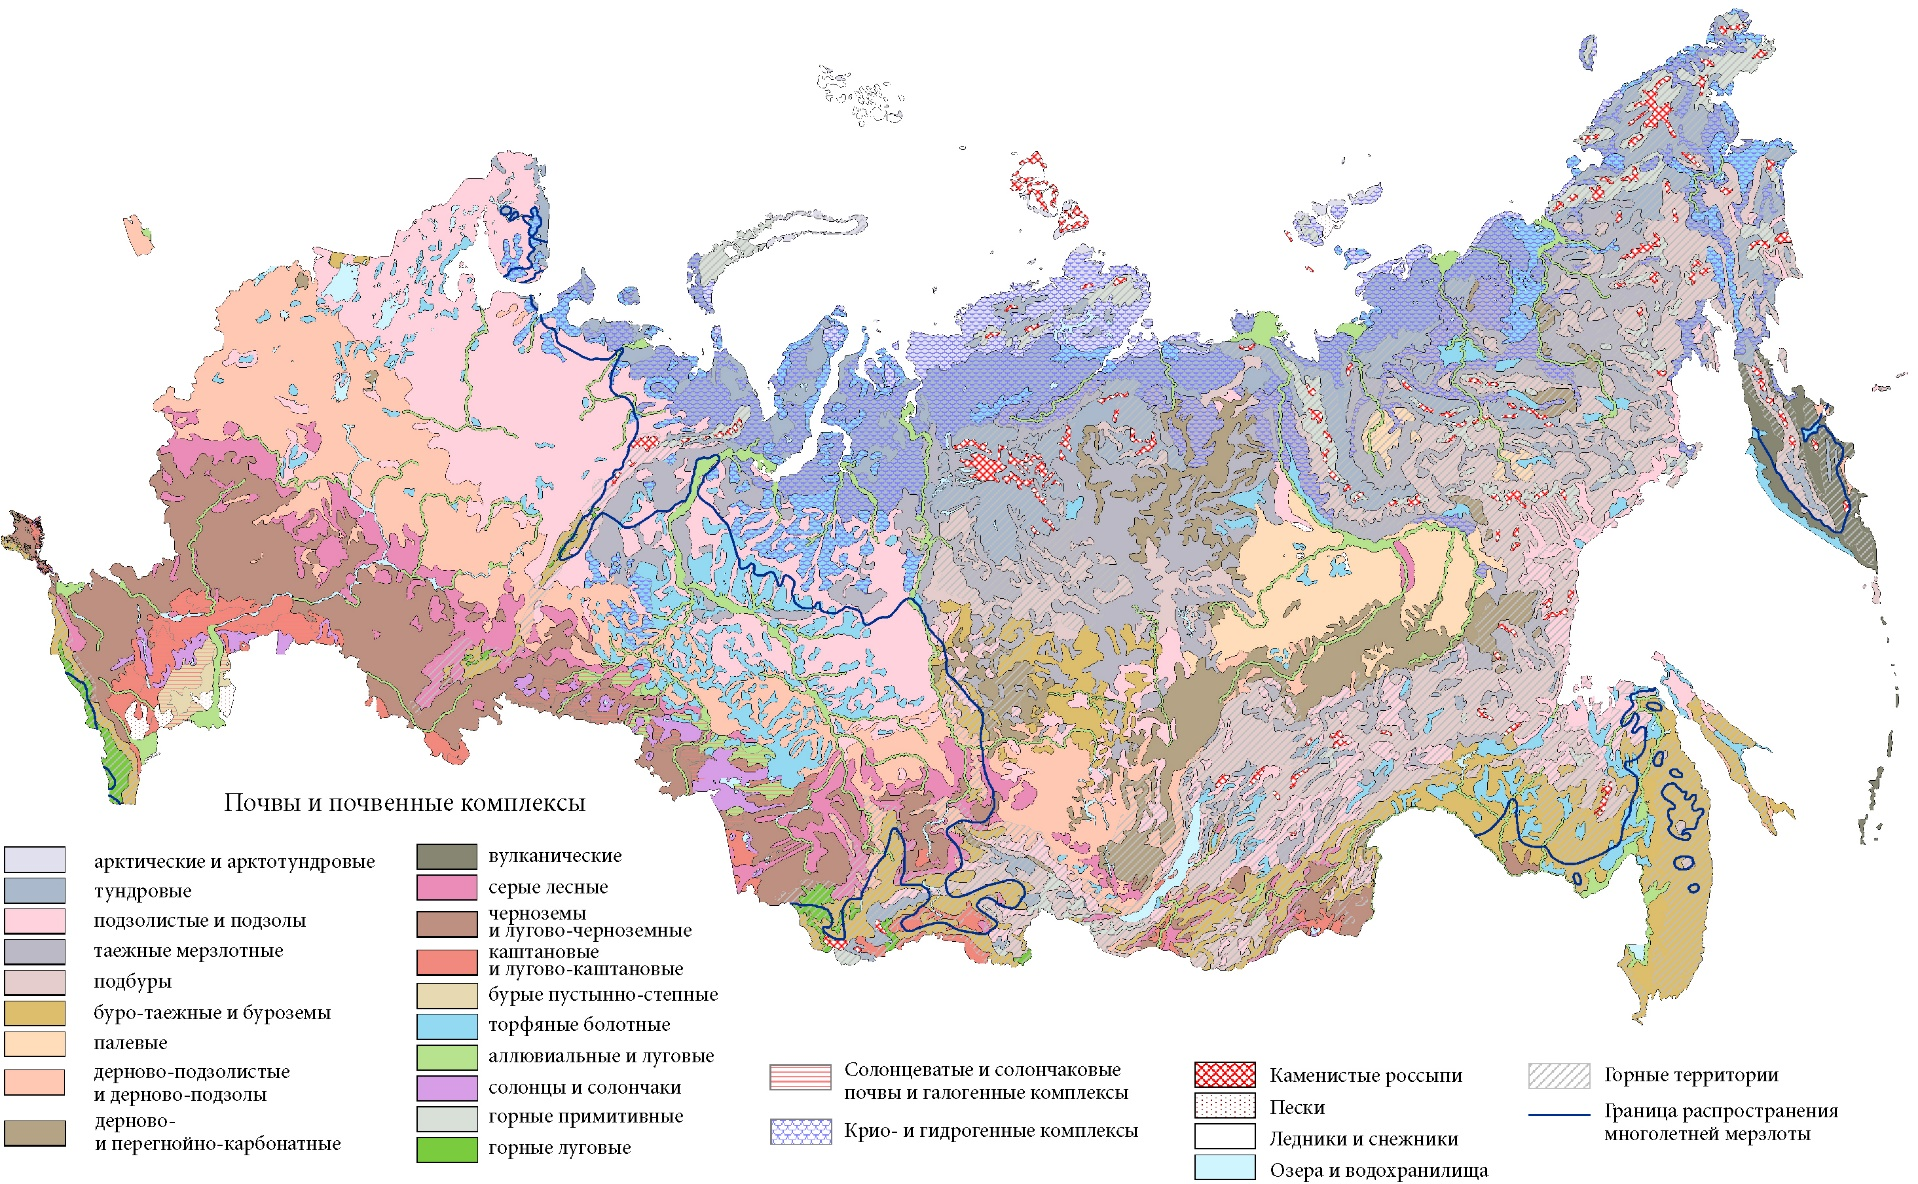 Почвы и почвенные комплексы
арктические и арктотундровые
тундровые
подзолистые и подзолы
таежные мерзлотные
подбуры
буро-таежные и буроземы
палевые
дерново-подзолистые
и дерново-подзолы
дерново-
и перегнойно-карбонатные
вулканические
серые лесные
черноземы
и лугово-черноземные
каштановые
и лугово-каштановые
бурые пустынно-степные
торфяные болотные
аллювиальные и луговые
солонцы и солончаки
горные примитивные
горные луговые
Солонцеватые и солончаковые
почвы и галогенные комплексы
Крио- и гидрогенные комплексы
Каменистые россыпи
Пески
Ледники и снежники
Озера и водохранилища
Горные территории
Граница распространения
многолетней мерзлоты